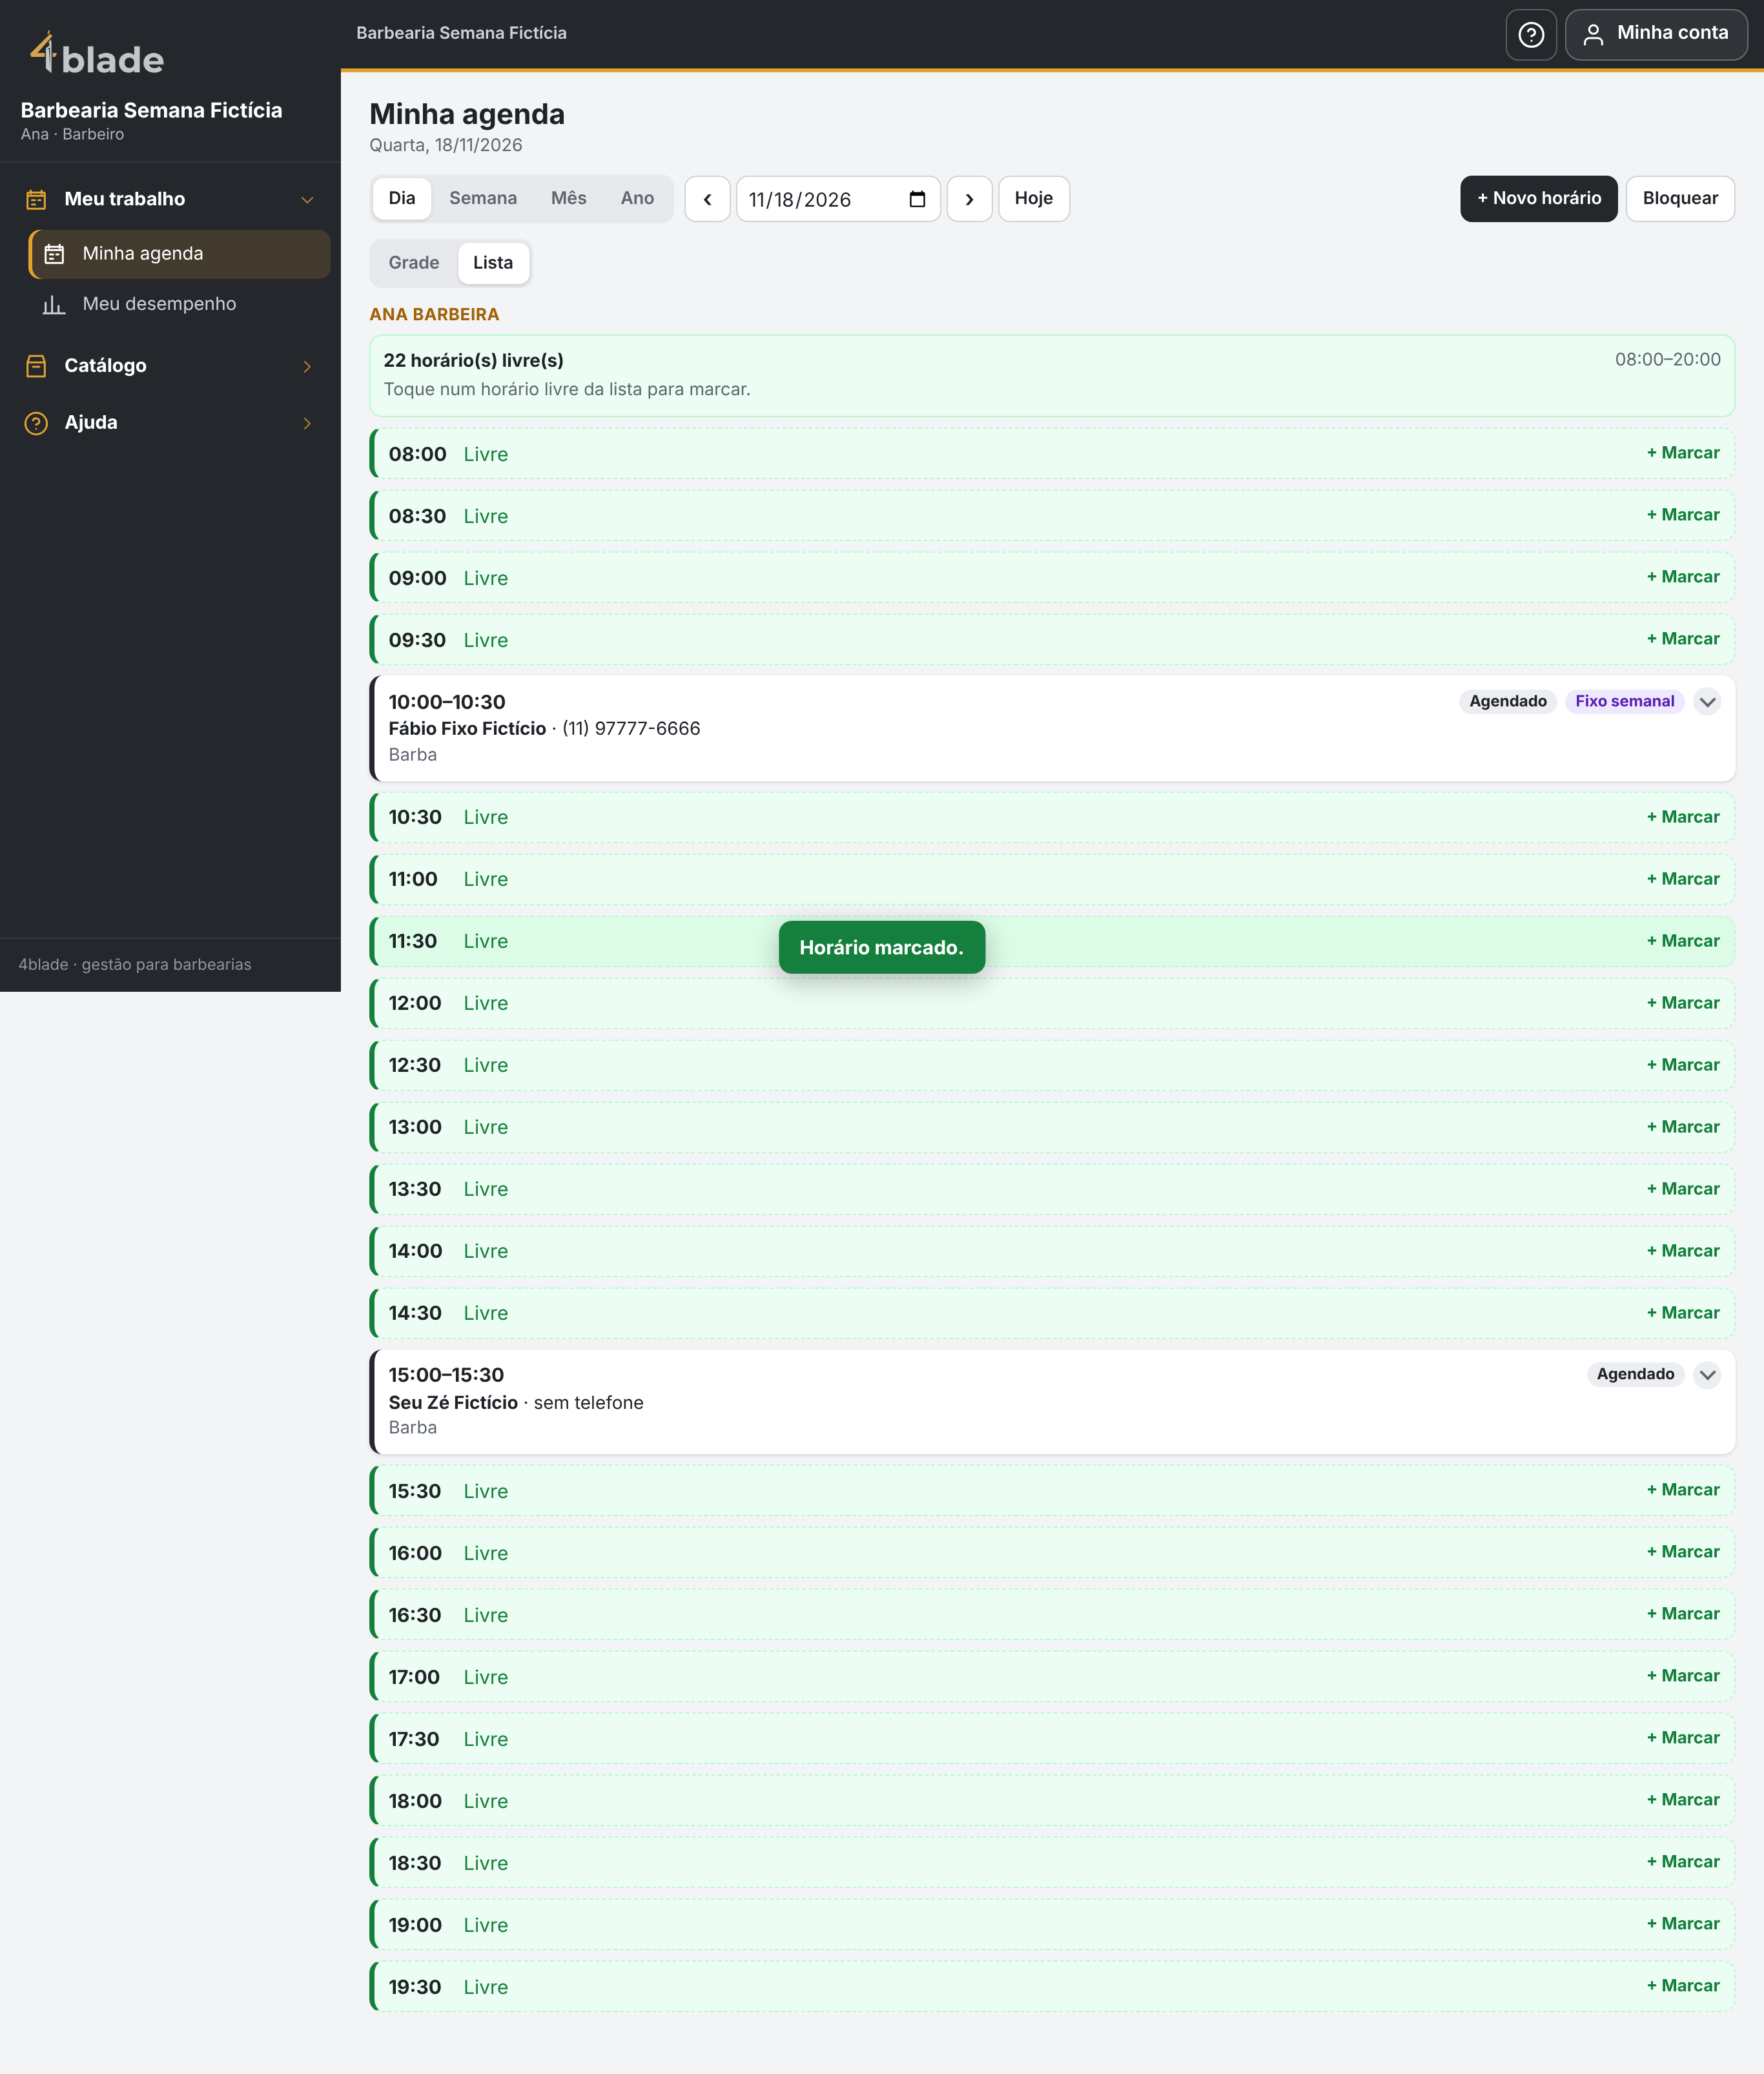 4blade
Barbearia Semana Fictícia
Ana · Barbeiro
Meu trabalho
Minha agenda
Meu desempenho
Catálogo
Ajuda
4blade · gestão para barbearias
Barbearia Semana Fictícia
Minha conta
Minha agenda
Quarta, 18/11/2026
Dia Semana Mês Ano ‹ 11/18/2026 › Hoje + Novo horário Bloquear
Grade Lista
ANA BARBEIRA
22 horário(s) livre(s) 08:00–20:00
Toque num horário livre da lista para marcar.
08:00 Livre + Marcar
08:30 Livre + Marcar
09:00 Livre + Marcar
09:30 Livre + Marcar
10:00–10:30 Agendado Fixo semanal
Fábio Fixo Fictício · (11) 97777-6666
Barba
10:30 Livre + Marcar
11:00 Livre + Marcar
11:30 Livre + Marcar
Horário marcado.
12:00 Livre + Marcar
12:30 Livre + Marcar
13:00 Livre + Marcar
13:30 Livre + Marcar
14:00 Livre + Marcar
14:30 Livre + Marcar
15:00–15:30 Agendado
Seu Zé Fictício · sem telefone
Barba
15:30 Livre + Marcar
16:00 Livre + Marcar
16:30 Livre + Marcar
17:00 Livre + Marcar
17:30 Livre + Marcar
18:00 Livre + Marcar
18:30 Livre + Marcar
19:00 Livre + Marcar
19:30 Livre + Marcar